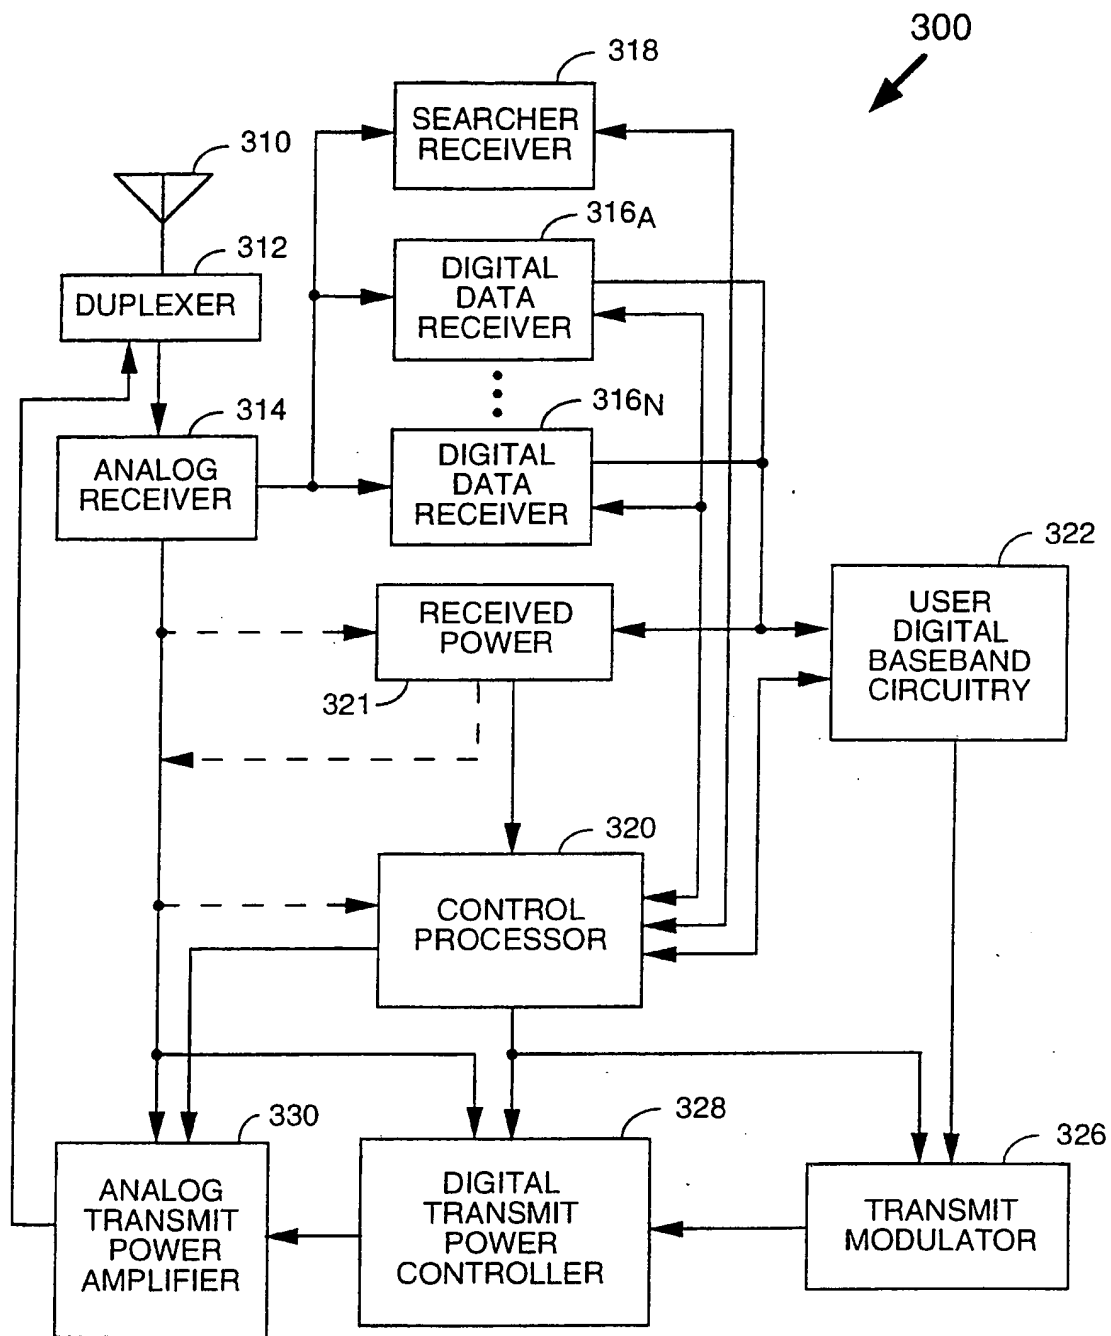 300
318
SEARCHER
RECEIVER
310
316A
312
DIGITAL
DATA
RECEIVER
DUPLEXER
316N
314
DIGITAL
DATA
RECEIVER
ANALOG
RECEIVER
322
USER
DIGITAL
BASEBAND
CIRCUITRY
RECEIVED
POWER
321
320
CONTROL
PROCESSOR
330
328
326
ANALOG
TRANSMIT
POWER
AMPLIFIER
DIGITAL
TRANSMIT
POWER
CONTROLLER
TRANSMIT
MODULATOR